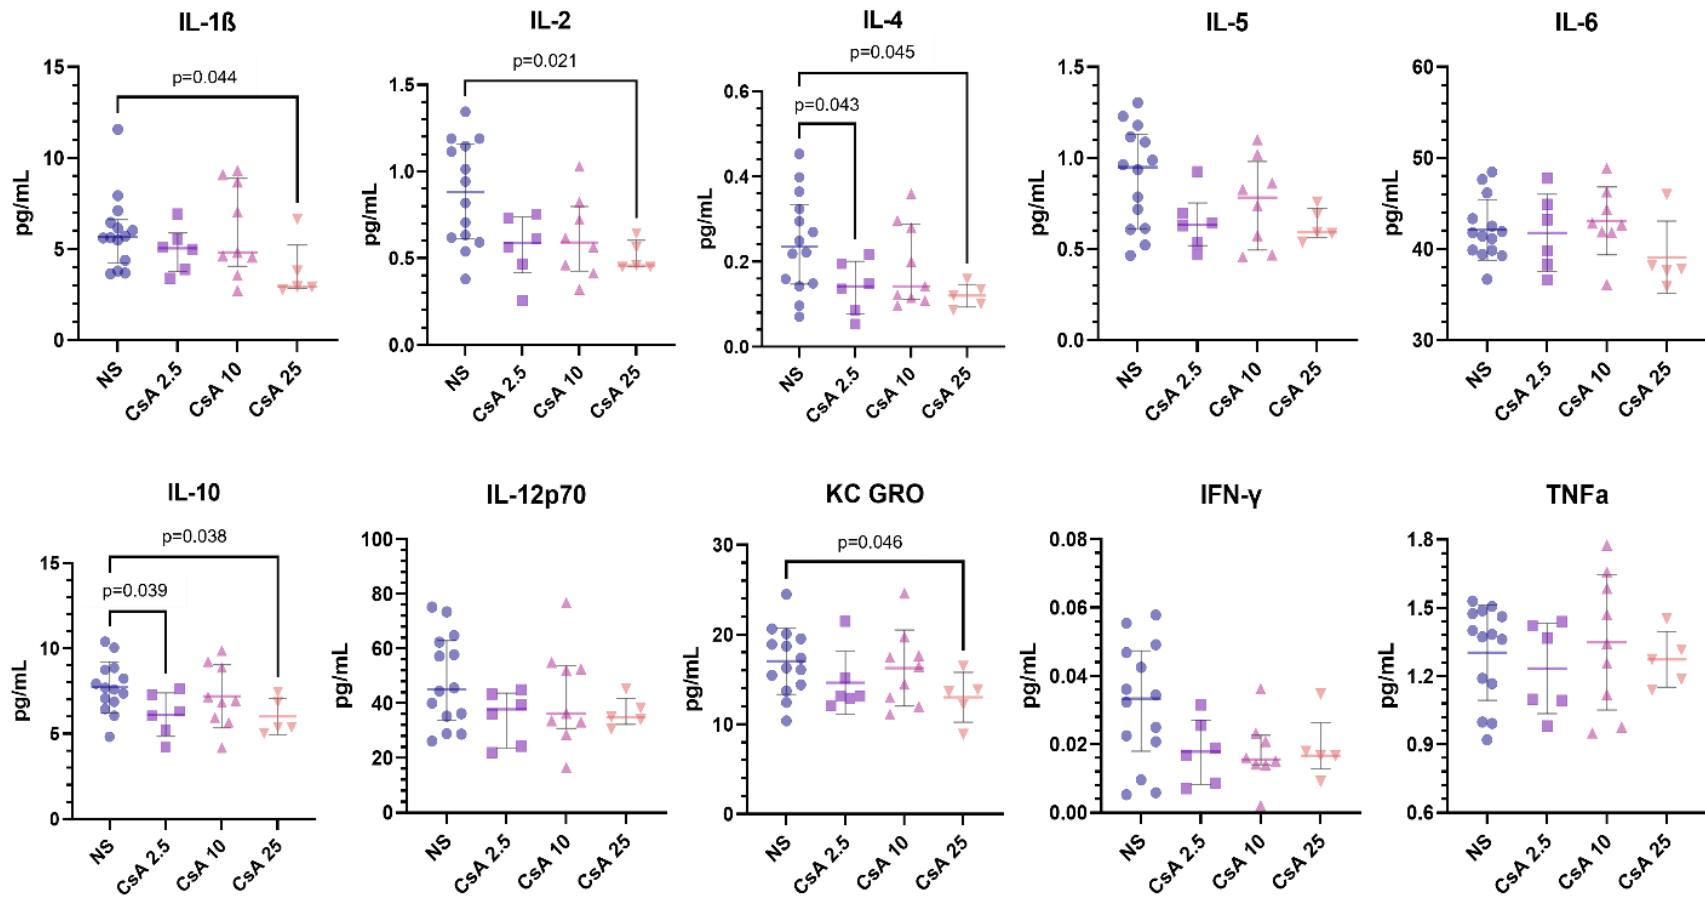 IL-1ß
15
10
5
0
pg/mL
p=0.044
NS
CsA 2.5
CsA 10
CsA 25
IL-2
1.5
1.0
0.5
0.0
pg/mL
p=0.021
NS
CsA 2.5
CsA 10
CsA 25
IL-4
0.6
0.4
0.2
0.0
pg/mL
p=0.045
p=0.043
NS
CsA 2.5
CsA 10
CsA 25
IL-5
1.5
1.0
0.5
0.0
pg/mL
NS
CsA 2.5
CsA 10
CsA 25
IL-6
60
50
40
30
pg/mL
NS
CsA 2.5
CsA 10
CsA 25
IL-10
15
10
5
0
pg/mL
p=0.038
p=0.039
NS
CsA 2.5
CsA 10
CsA 25
IL-12p70
100
80
60
40
20
0
pg/mL
NS
CsA 2.5
CsA 10
CsA 25
KC GRO
30
20
10
0
pg/mL
p=0.046
NS
CsA 2.5
CsA 10
CsA 25
IFN-γ
0.08
0.06
0.04
0.02
0.00
pg/mL
NS
CsA 2.5
CsA 10
CsA 25
TNFa
1.8
1.5
1.2
0.9
0.6
pg/mL
NS
CsA 2.5
CsA 10
CsA 25